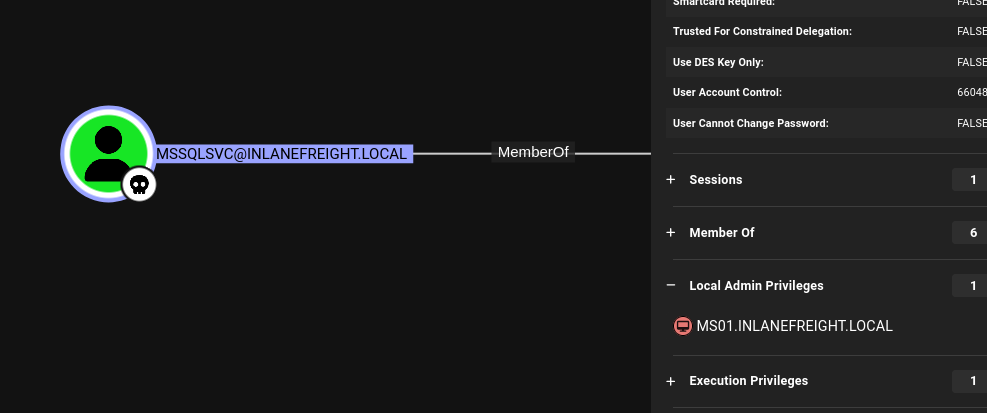 Smartcard Required: FALSE
Trusted For Constrained Delegation: FALSE
Use DES Key Only: FALSE
User Account Control: 66048
User Cannot Change Password: FALSE
MSSQLSVC@INLANEFREIGHT.LOCAL
MemberOf
+ Sessions 1
+ Member Of 6
− Local Admin Privileges 1
MS01.INLANEFREIGHT.LOCAL
+ Execution Privileges 1